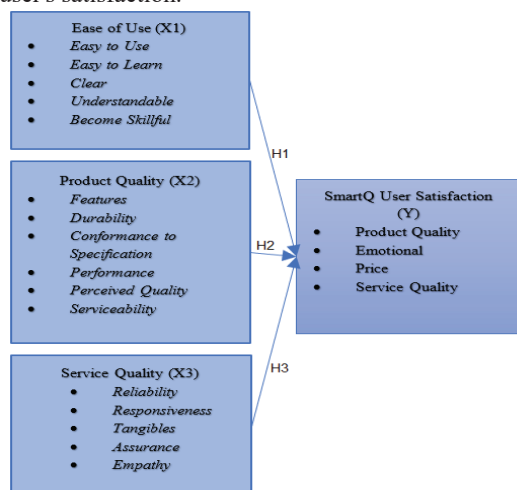 user's satisfaction.
Ease of Use (X1)
• Easy to Use
• Easy to Learn
• Clear
• Understandable
• Become Skillful
H1
Product Quality (X2)
• Features
• Durability
• Conformance to
Specification
• Performance
• Perceived Quality
• Serviceability
H2
SmartQ User Satisfaction
(Y)
• Product Quality
• Emotional
• Price
• Service Quality
H3
Service Quality (X3)
• Reliability
• Responsiveness
• Tangibles
• Assurance
• Empathy